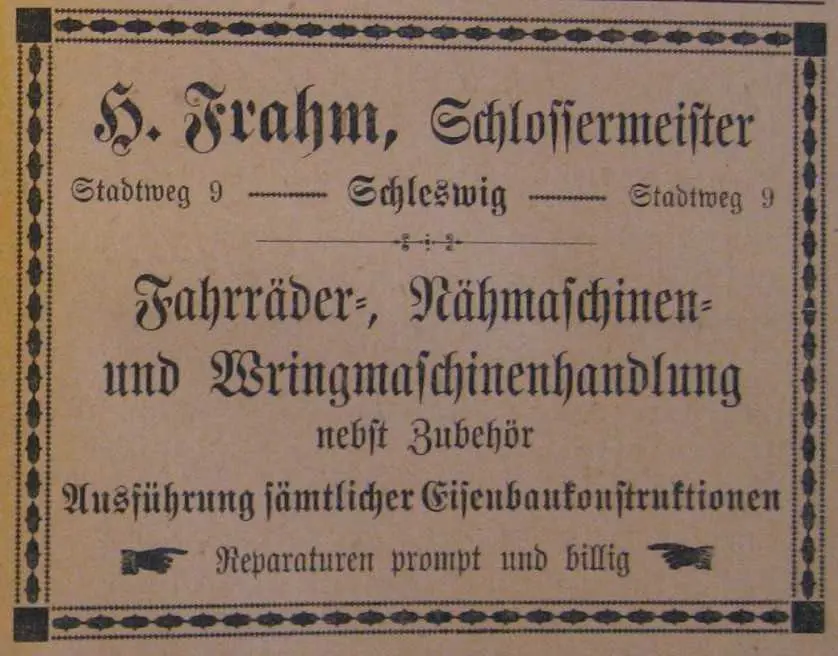 H. Frahm, Schlossermeister
Stadtweg 9 —— Schleswig —— Stadtweg 9
Fahrräder-, Nähmaschinen-
und Wringmaschinenhandlung
nebst Zubehör
Ausführung sämtlicher Eisenbaukonstruktionen
Reparaturen prompt und billig